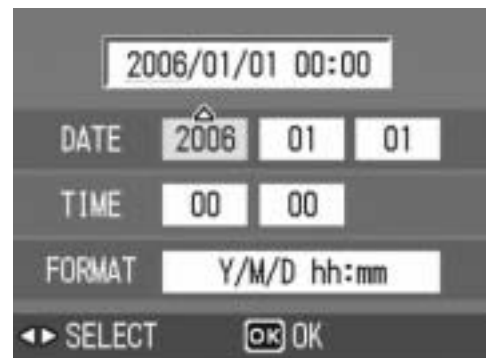 2006/01/01 00:00
DATE 2006 01 01
TIME 00 00
FORMAT Y/M/D hh:mm
SELECT OK OK